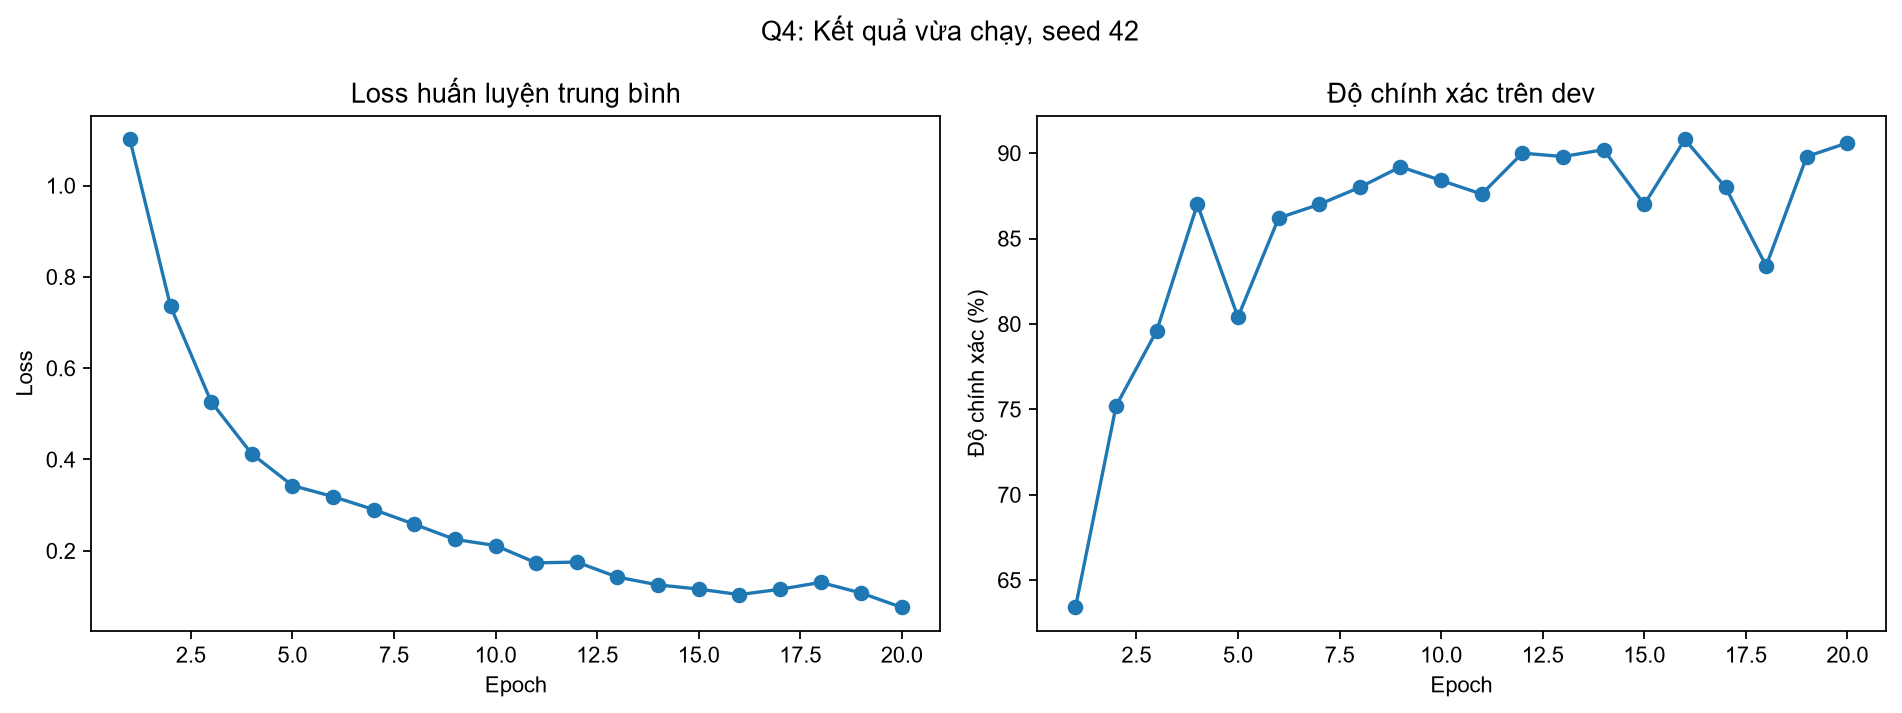 Q4: Kết quả vừa chạy, seed 42
Loss huấn luyện trung bình
Loss
1.0
0.8
0.6
0.4
0.2
2.5 5.0 7.5 10.0 12.5 15.0 17.5 20.0
Epoch
Độ chính xác trên dev
Độ chính xác (%)
90
85
80
75
70
65
2.5 5.0 7.5 10.0 12.5 15.0 17.5 20.0
Epoch